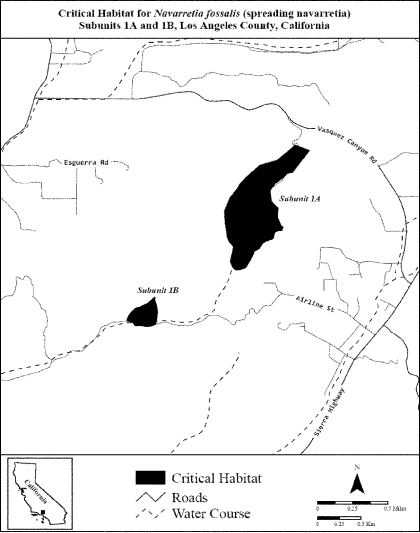 Critical Habitat for Navarretia fossalis (spreading navarretia)
Subunits 1A and 1B, Los Angeles County, California
Vasquez Canyon Rd
Esguerra Rd
Subunit 1A
Subunit 1B
Airline St
Sierra Highway
California
Critical Habitat
Roads
Water Course
N
0 0.25 0.5 Miles
0 0.25 0.5 Km